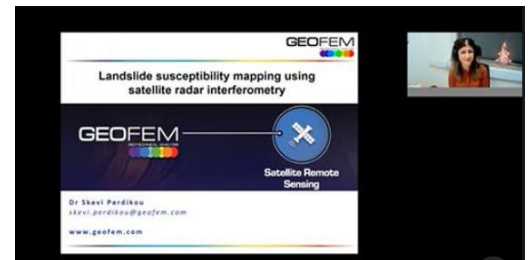 GEOFEM
Landslide susceptibility mapping using
satellite radar interferometry
GEOFEM
Satellite Remote
Sensing
Dr Skevi Perdikou
skevi.perdikou@geofem.com
www.geofem.com